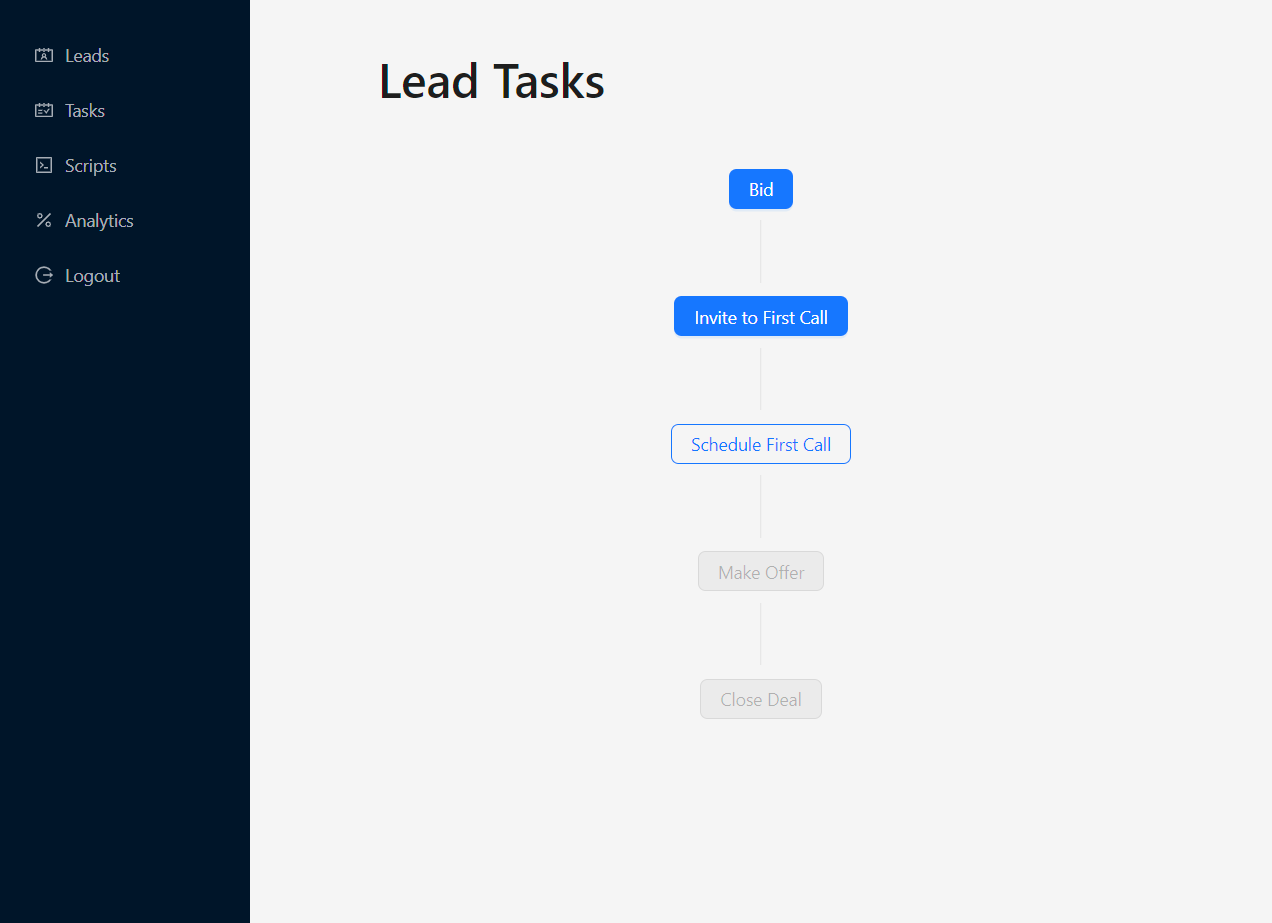 Leads
Tasks
Scripts
Analytics
Logout
Lead Tasks
Bid
Invite to First Call
Schedule First Call
Make Offer
Close Deal